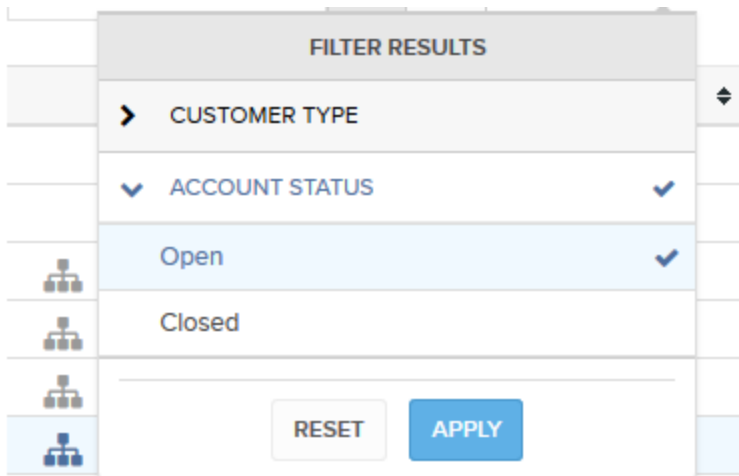 FILTER RESULTS
CUSTOMER TYPE
ACCOUNT STATUS
Open
Closed
RESET APPLY